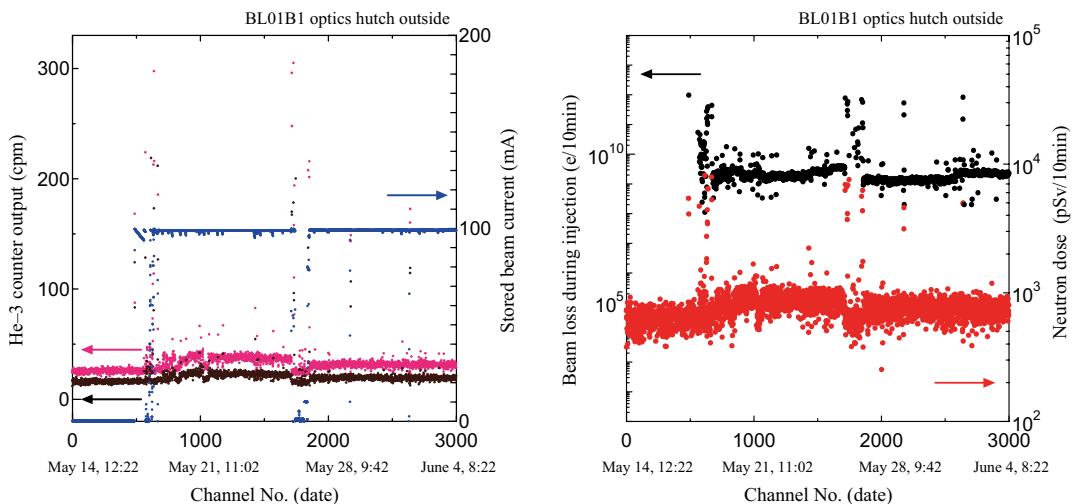 BL01B1 optics hutch outside
300
200
100
0
He–3 counter output (cpm)
200
100
0
Stored beam current (mA)
0
1000
2000
3000
May 14, 12:22
May 21, 11:02
May 28, 9:42
June 4, 8:22
Channel No. (date)
BL01B1 optics hutch outside
10^10
10^5
Beam loss during injection (e/10min)
10^5
10^4
10^3
10^2
Neutron dose (pSv/10min)
0
1000
2000
3000
May 14, 12:22
May 21, 11:02
May 28, 9:42
June 4, 8:22
Channel No. (date)